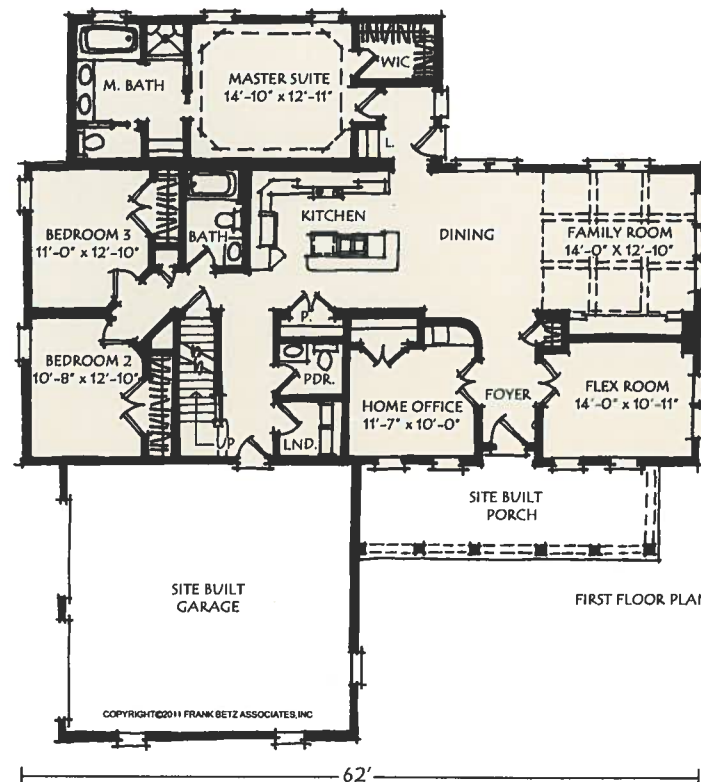 M. BATH
MASTER SUITE
14'-10" x 12'-11"
WIC
L.
BEDROOM 3
11'-0" x 12'-10"
BATH
KITCHEN
DINING
FAMILY ROOM
14'-0" X 12'-10"
P.
BEDROOM 2
10'-8" x 12'-10"
UP
PDR.
LND.
HOME OFFICE
11'-7" x 10'-0"
FOYER
FLEX ROOM
14'-0" x 10'-11"
SITE BUILT
PORCH
SITE BUILT
GARAGE
FIRST FLOOR PLAN
COPYRIGHT©2011 FRANK BETZ ASSOCIATES,INC
62'